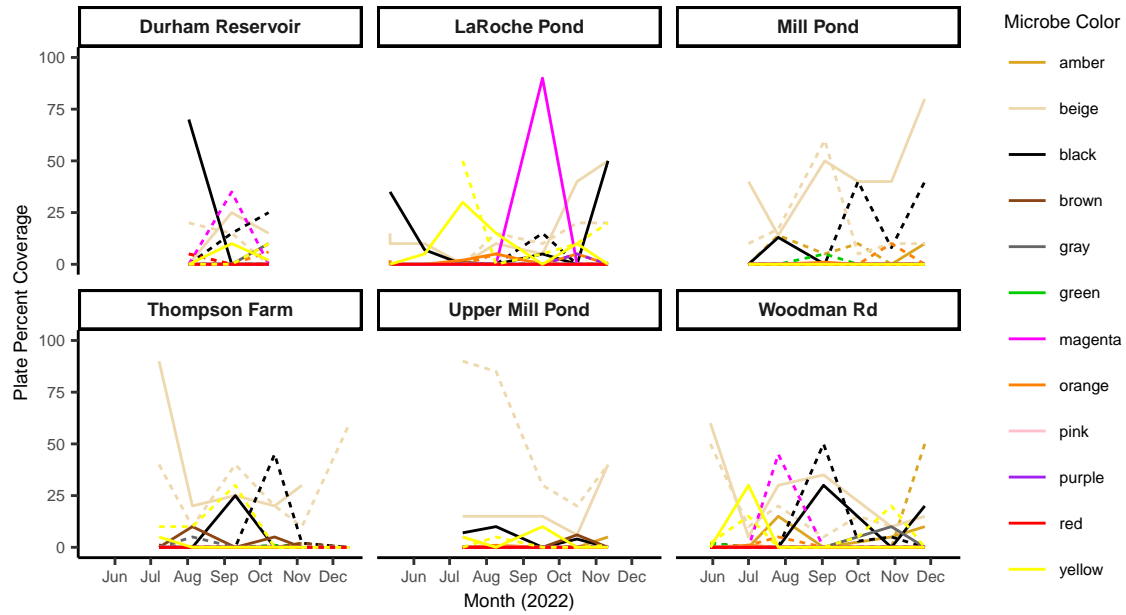 Durham Reservoir LaRoche Pond Mill Pond
Microbe Color
100
75
50
25
0
Thompson Farm Upper Mill Pond Woodman Rd
100
75
50
25
0
Plate Percent Coverage
Jun Jul Aug Sep Oct Nov Dec Jun Jul Aug Sep Oct Nov Dec Jun Jul Aug Sep Oct Nov Dec
Month (2022)
amber
beige
black
brown
gray
green
magenta
orange
pink
purple
red
yellow